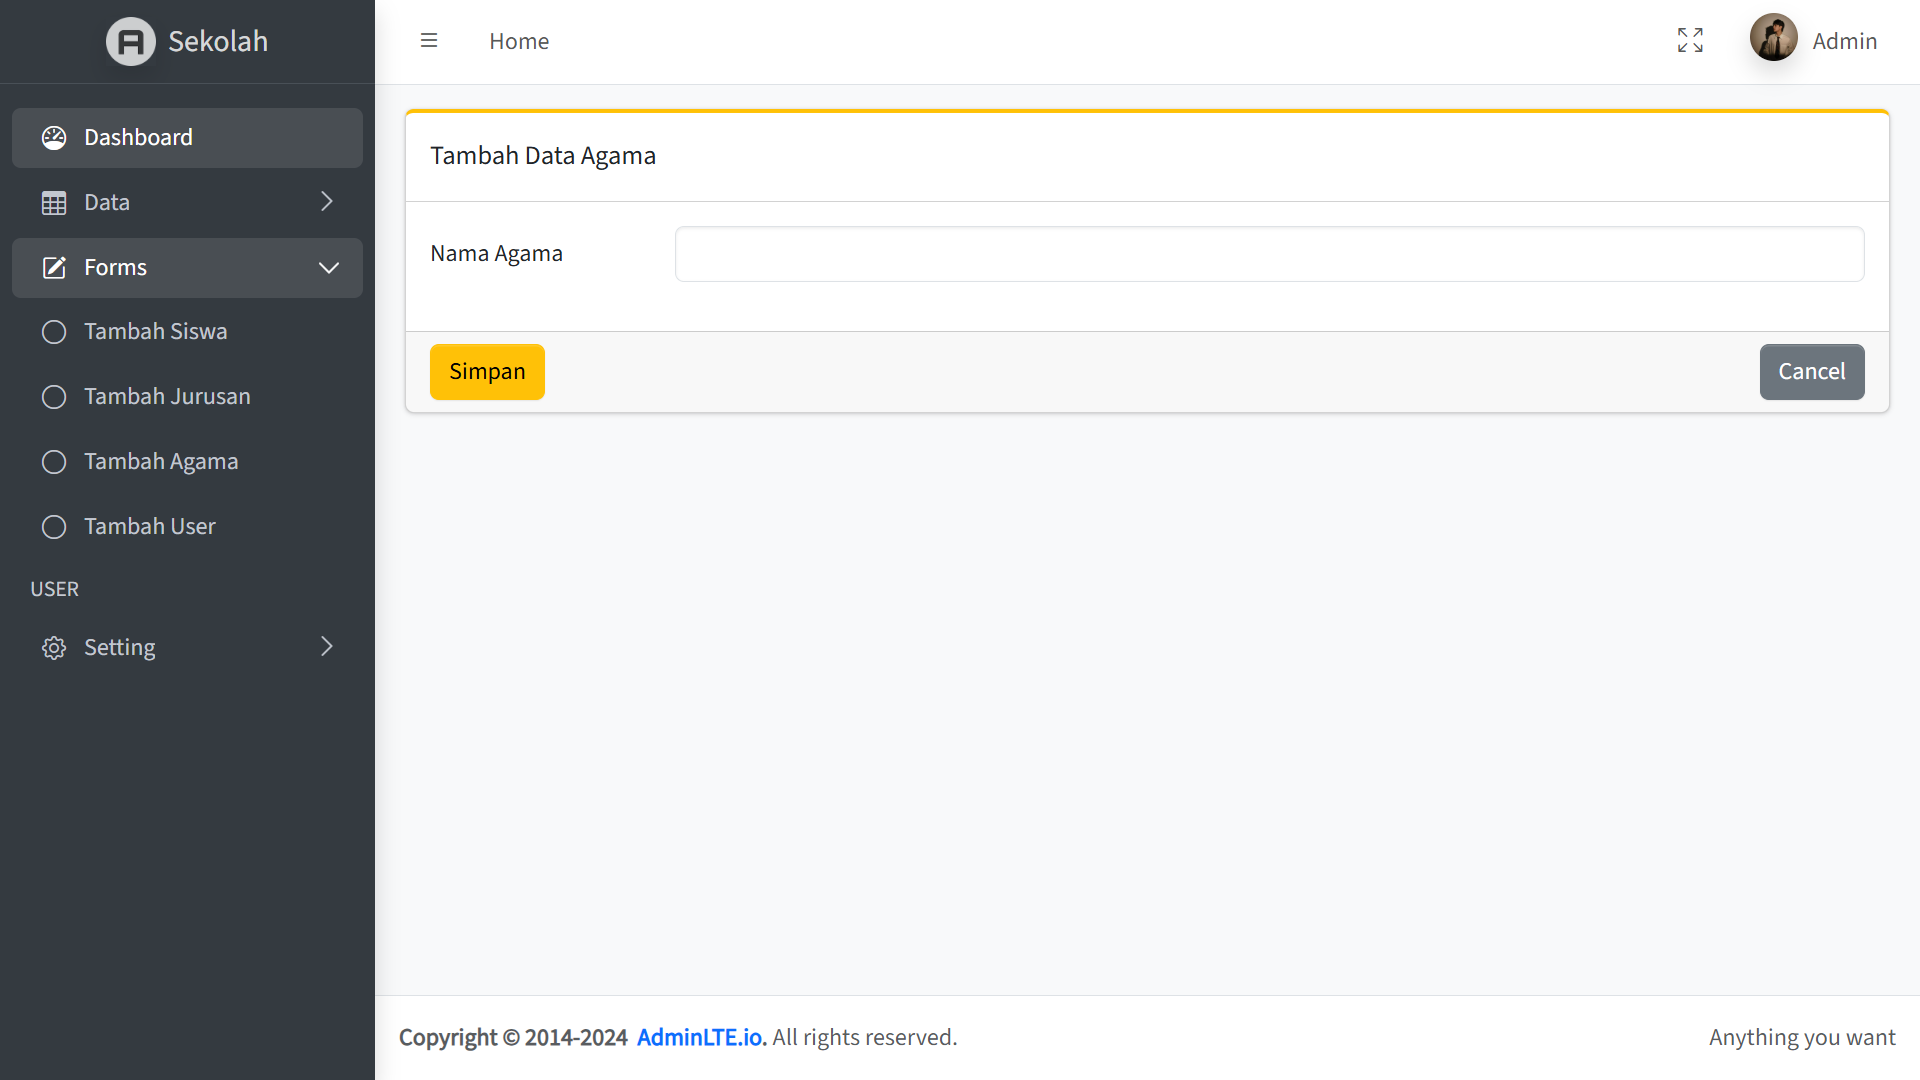 Sekolah
Home
Admin
Dashboard
Data
Forms
Tambah Siswa
Tambah Jurusan
Tambah Agama
Tambah User
USER
Setting
Tambah Data Agama
Nama Agama
Simpan
Cancel
Copyright © 2014-2024 AdminLTE.io. All rights reserved.
Anything you want